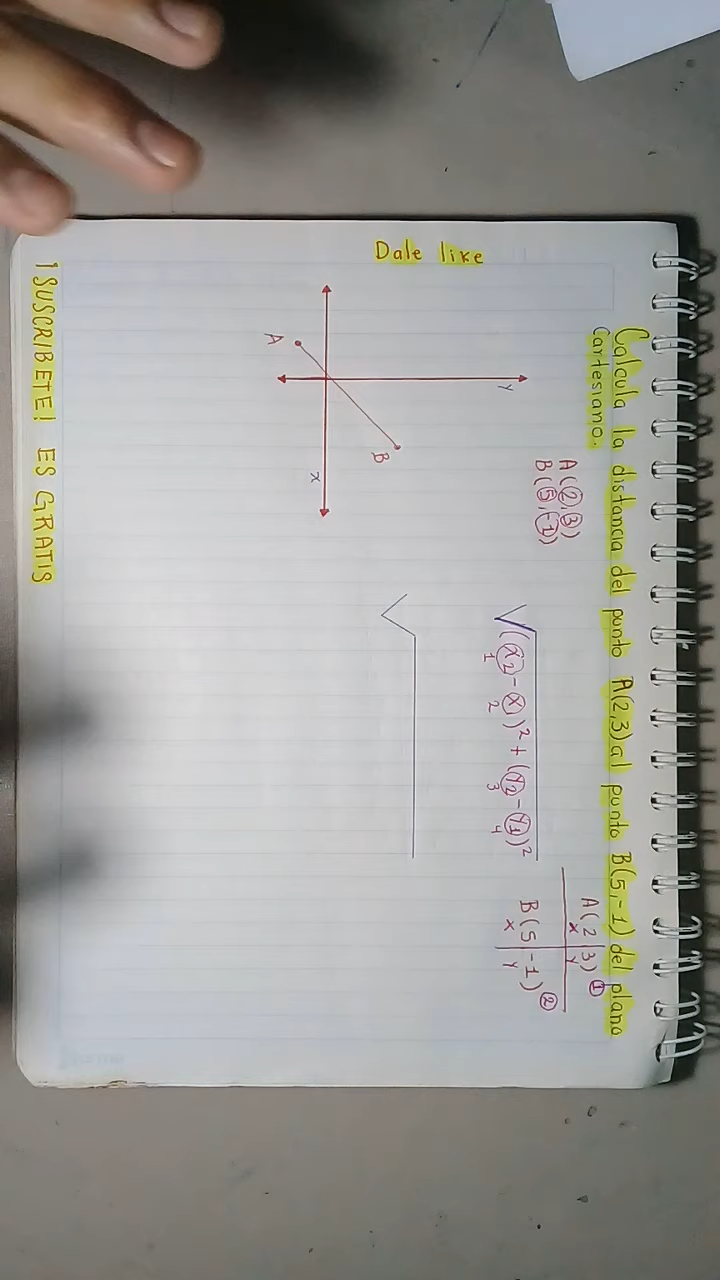 Calcula la distancia del punto A(2,3) al punto B(5,-1) del plano
Cartesiano.
A(2,3)
B(5,-1)
Dale like
y
x
A
B
√(x2-x1)²+(y2-y1)²
1 2 3 4
√
A(2,3) ①
x y
B(5,-1) ②
x y
¡SUSCRIBETE! ES GRATIS